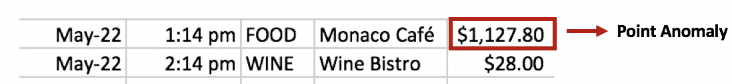 May-22 1:14 pm FOOD Monaco Café $1,127.80 Point Anomaly
May-22 2:14 pm WINE Wine Bistro $28.00